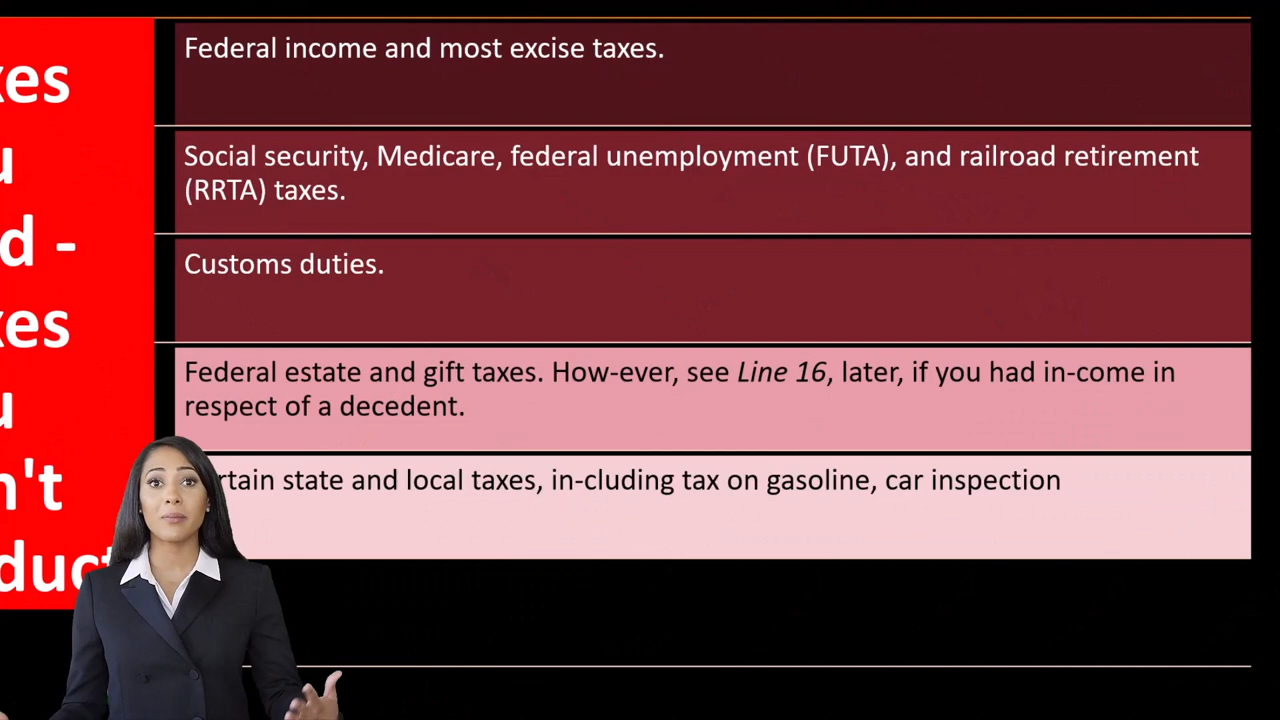 xes
u
d -
xes
u
n't
duct
Federal income and most excise taxes.
Social security, Medicare, federal unemployment (FUTA), and railroad retirement
(RRTA) taxes.
Customs duties.
Federal estate and gift taxes. How-ever, see Line 16, later, if you had in-come in
respect of a decedent.
rtain state and local taxes, in-cluding tax on gasoline, car inspection